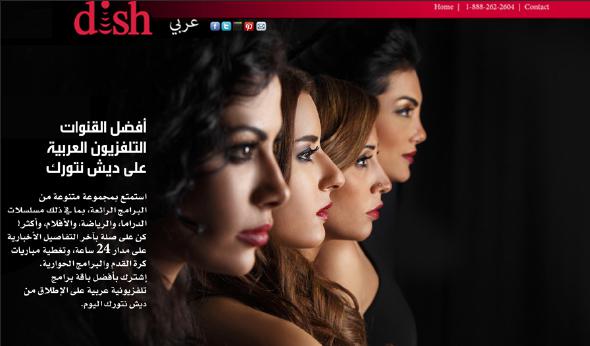 dish عربي
Home | 1-888-262-2604 | Contact
أفضل القنوات
التلفزيون العربية
على ديش نتورك
استمتع بمجموعة متنوعة من
البرامج الرائعة، بما في ذلك مسلسلات
الدراما، والرياضة، والأفلام، وأكثر!
كن على صلة بآخر التفاصيل الأخبارية
على مدار 24 ساعة، وتغطية مباريات
كرة القدم والبرامج الحوارية.
إشترك بأفضل باقة برامج
تلفزيونية عربية على الإطلاق من
ديش نتورك اليوم.